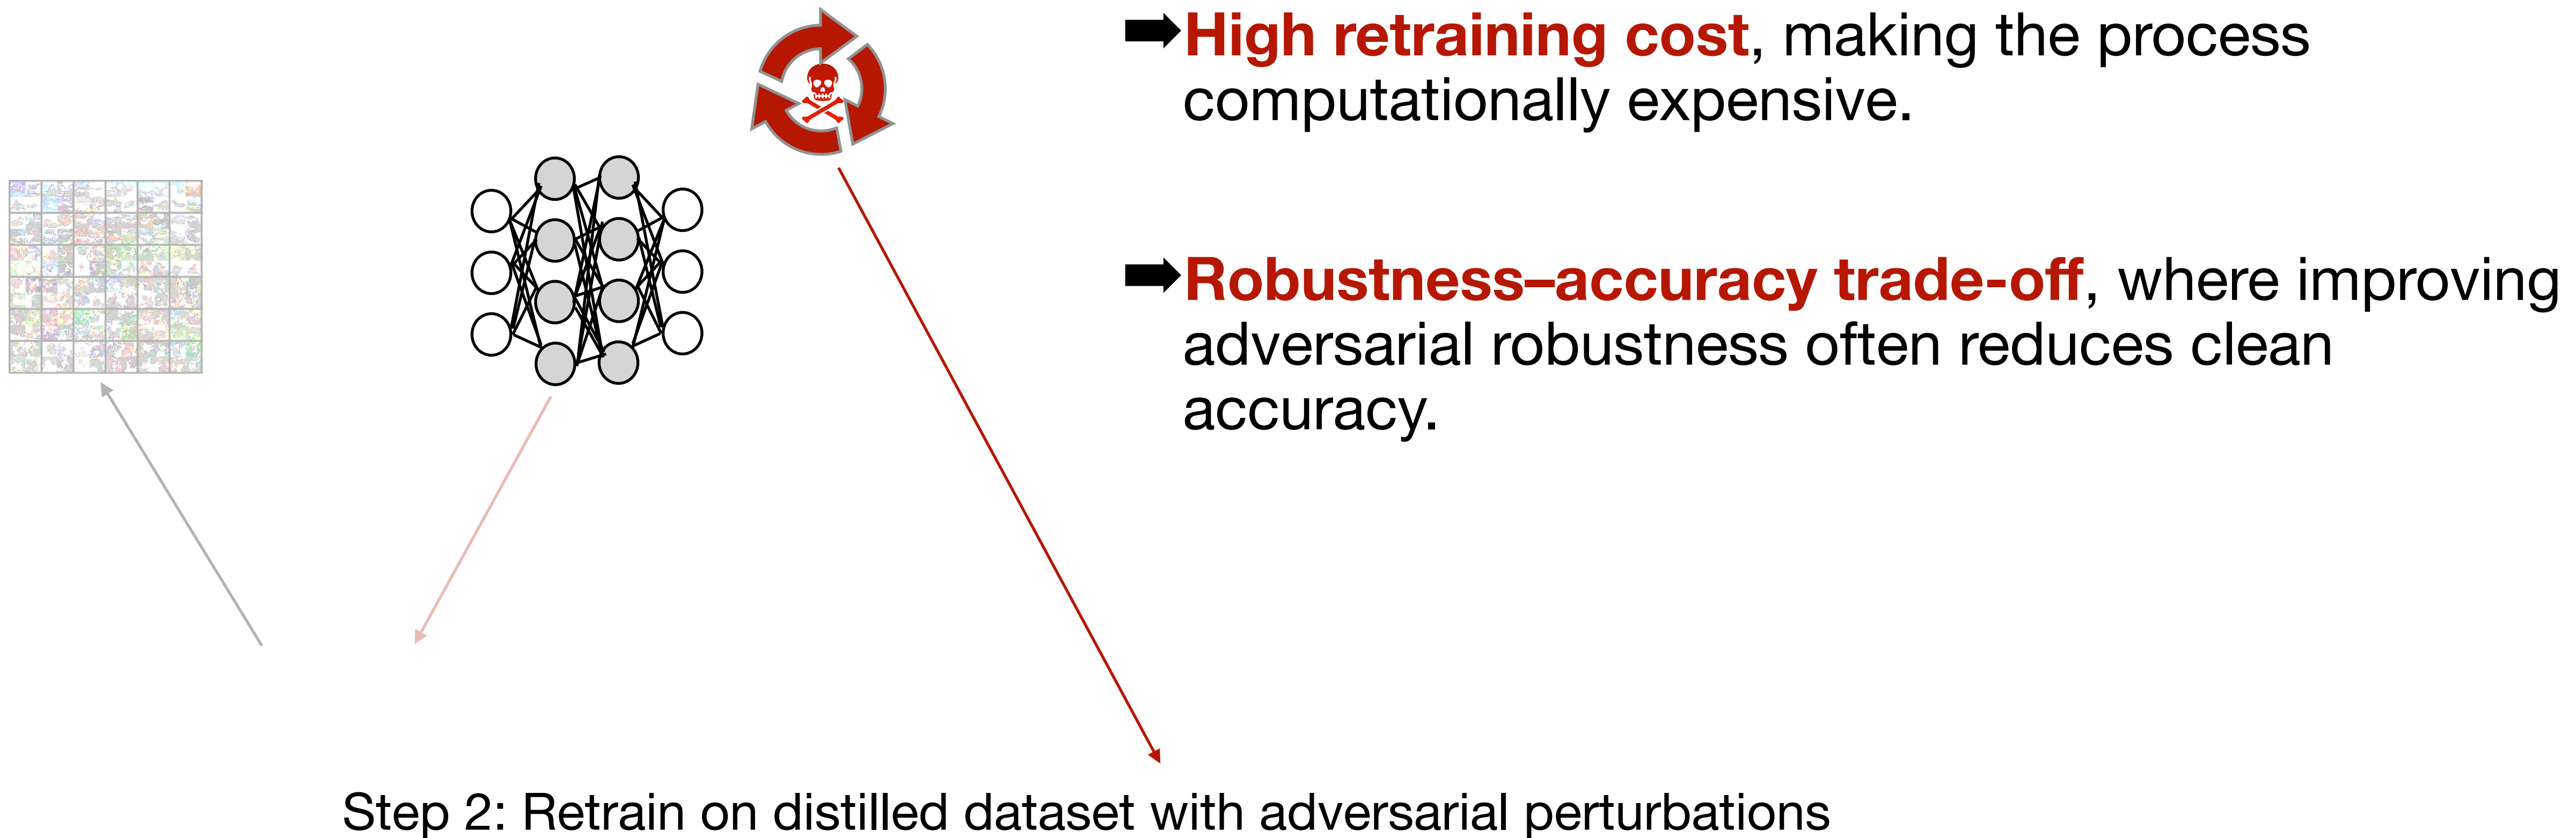 ➡High retraining cost, making the process
computationally expensive.
➡Robustness–accuracy trade-off, where improving
adversarial robustness often reduces clean
accuracy.
Step 2: Retrain on distilled dataset with adversarial perturbations